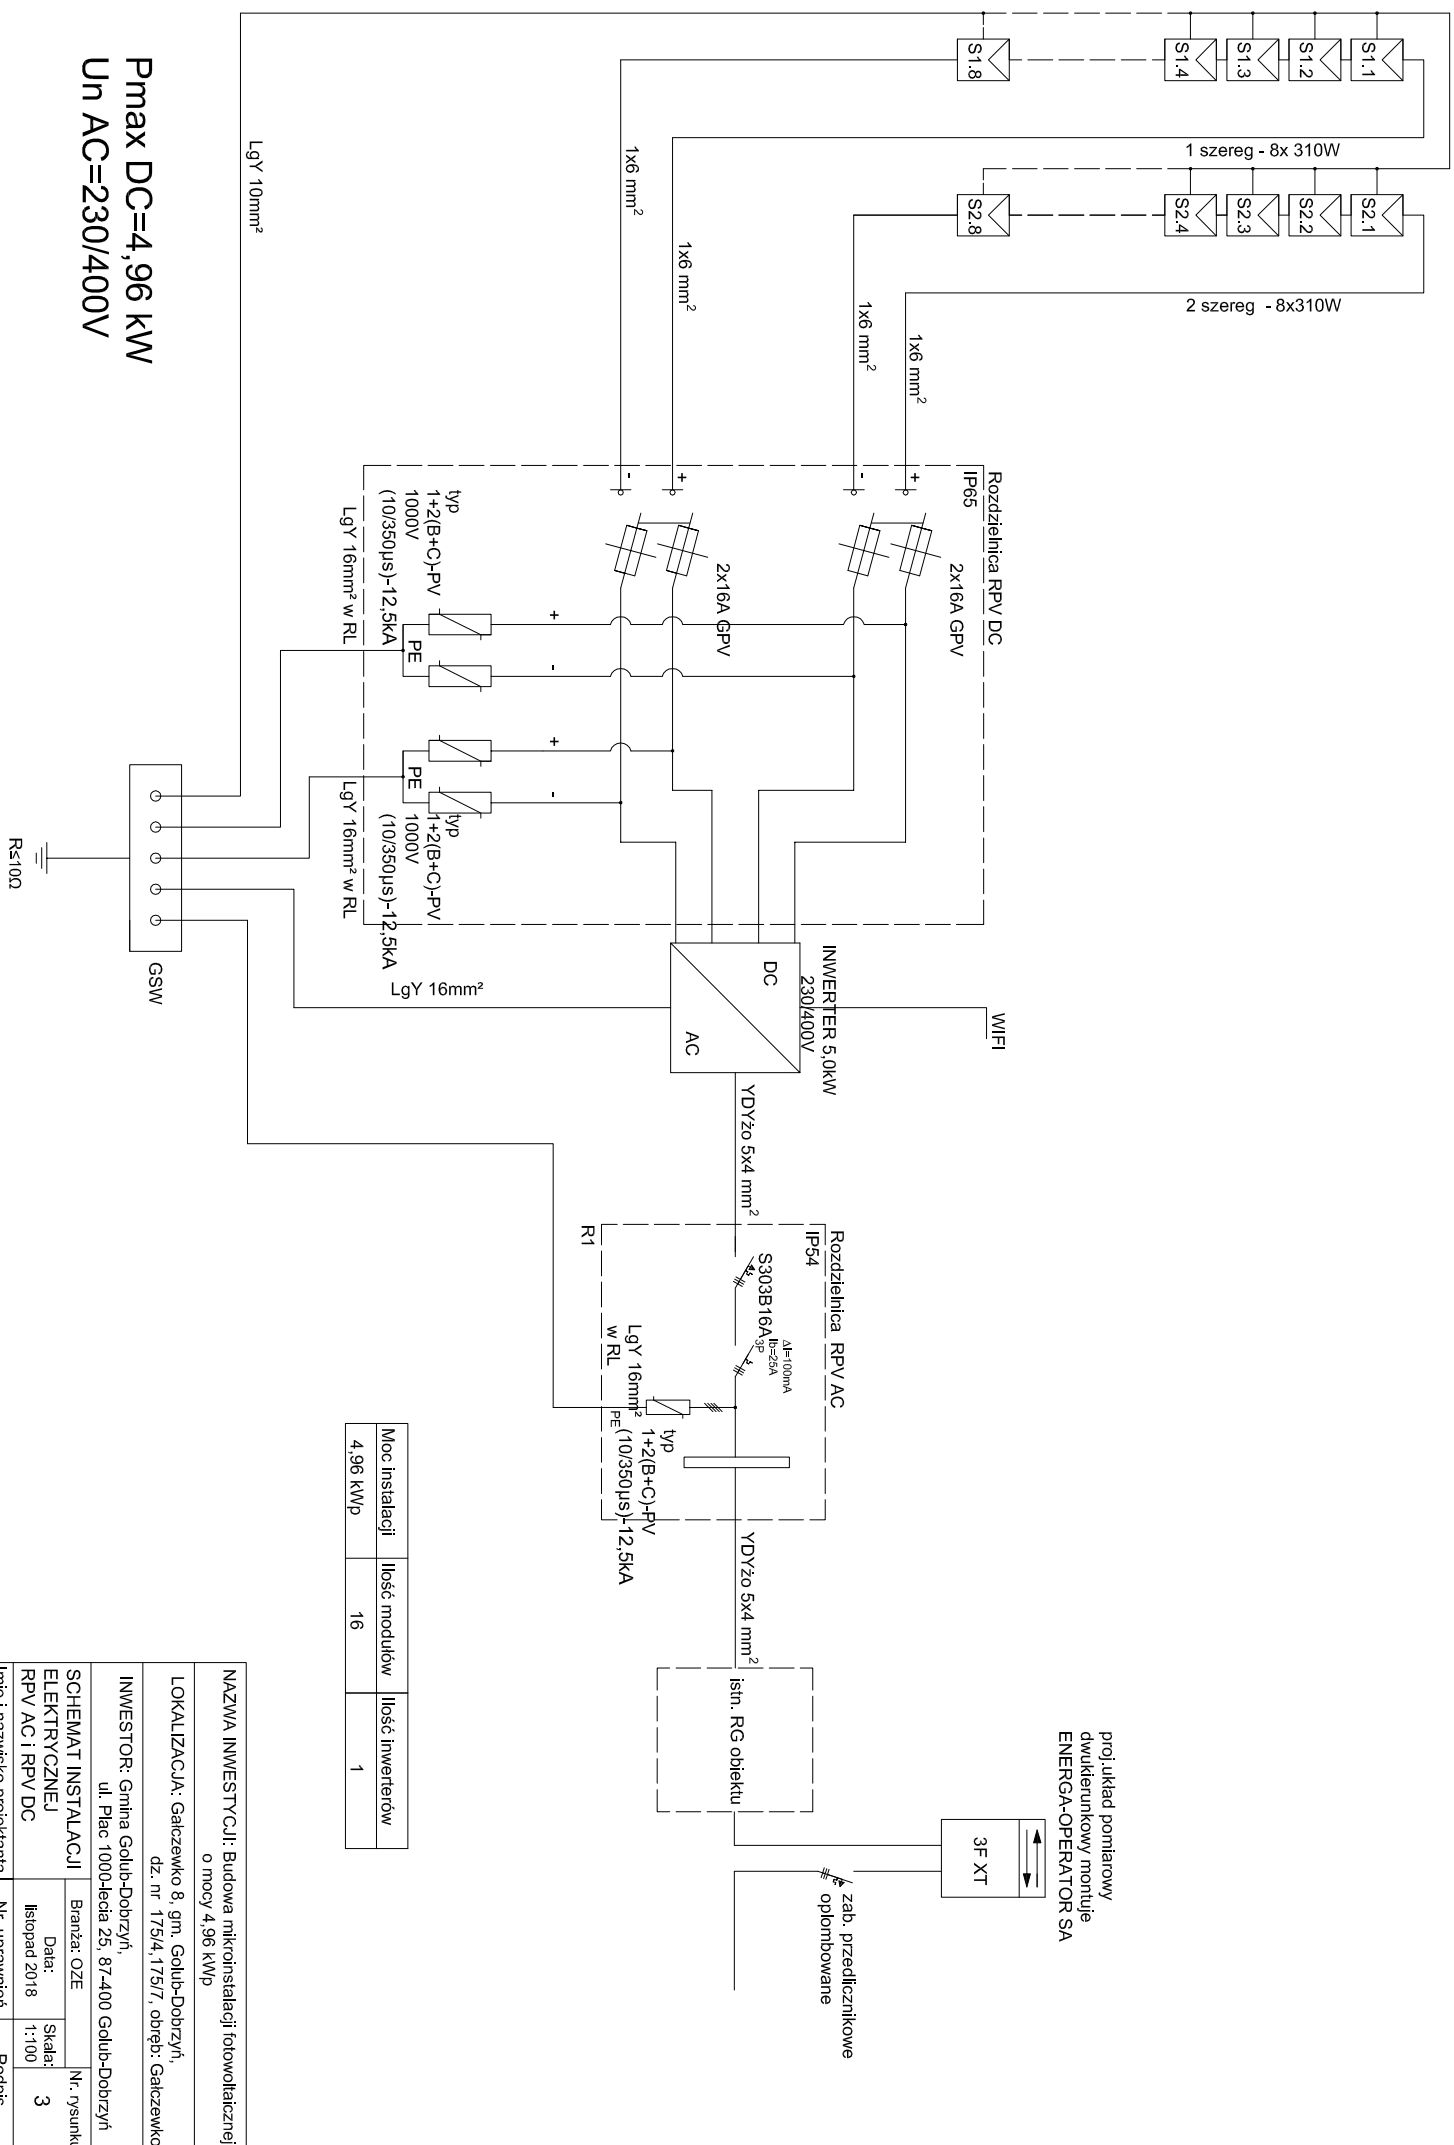 S1.1
S1.2
S1.3
S1.4
S1.8
1 szereg - 8x 310W
S2.1
S2.2
S2.3
S2.4
S2.8
2 szereg - 8x310W
Pmax DC=4,96 kW
Un AC=230/400V
LgY 10mm²
1x6 mm²
1x6 mm²
1x6 mm²
1x6 mm²
Rozdzielnica RPV DC
IP65
+
-
+
-
2x16A GPV
2x16A GPV
typ
1+2(B+C)-PV
1000V
(10/350µs)-12,5kA
LgY 16mm² w RL
PE
+
-
+
-
PE
typ
1+2(B+C)-PV
1000V
(10/350µs)-12,5kA
LgY 16mm² w RL
GSW
R≤10Ω
LgY 16mm²
INWERTER 5,0kW
230/400V
DC
AC
WIFI
YDYżo 5x4 mm²
Rozdzielnica RPV AC
IP54
R1
S303B16A
ΔI=100mA
Ib=25A
3P
LgY 16mm²
w RL
PE
typ
1+2(B+C)-PV
(10/350µs)-12,5kA
YDYżo 5x4 mm²
istn. RG obiektu
3F XT
proj.układ pomiarowy
dwukierunkowy montuje
ENERGA-OPERATOR SA
zab. przedlicznikowe
oplombowane
Moc instalacji
Ilość modułów
Ilość inwerterów
4,96 kWp
16
1
NAZWA INWESTYCJI: Budowa mikroinstalacji fotowoltaicznej
o mocy 4,96 kWp
LOKALIZACJA: Gałczewko 8, gm. Golub-Dobrzyń,
dz. nr 175/4,175/7, obręb: Gałczewko
INWESTOR: Gmina Golub-Dobrzyń,
ul. Plac 1000-lecia 25, 87-400 Golub-Dobrzyń
SCHEMAT INSTALACJI
ELEKTRYCZNEJ
RPV AC i RPV DC
Branża: OZE
Data:
listopad 2018
Skala:
1:100
Nr. rysunku
3
Imię i nazwisko projektanta
Nr. uprawnień
Podpis